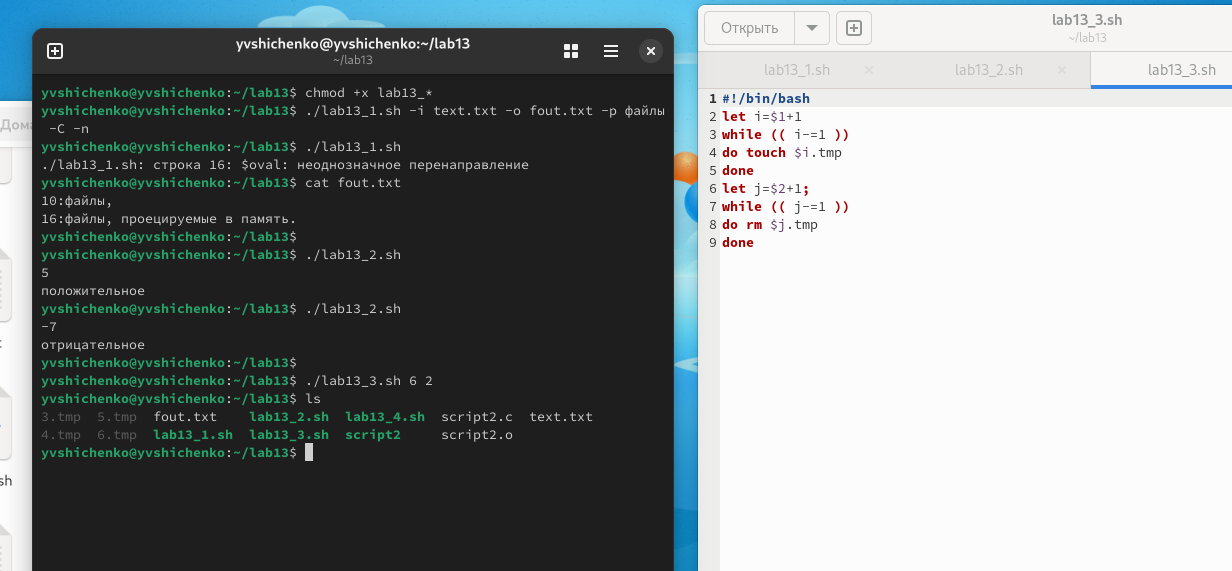 yvshichenko@yvshichenko:~/lab13
~/lab13
yvshichenko@yvshichenko:~/lab13$ chmod +x lab13_*
yvshichenko@yvshichenko:~/lab13$ ./lab13_1.sh -i text.txt -o fout.txt -p файлы
 -C -n
yvshichenko@yvshichenko:~/lab13$ ./lab13_1.sh
./lab13_1.sh: строка 16: $oval: неоднозначное перенаправление
yvshichenko@yvshichenko:~/lab13$ cat fout.txt
10:файлы,
16:файлы, проецируемые в память.
yvshichenko@yvshichenko:~/lab13$
yvshichenko@yvshichenko:~/lab13$ ./lab13_2.sh
5
положительное
yvshichenko@yvshichenko:~/lab13$ ./lab13_2.sh
-7
отрицательное
yvshichenko@yvshichenko:~/lab13$
yvshichenko@yvshichenko:~/lab13$ ./lab13_3.sh 6 2
yvshichenko@yvshichenko:~/lab13$ ls
3.tmp  5.tmp  fout.txt    lab13_2.sh  lab13_4.sh  script2.c  text.txt
4.tmp  6.tmp  lab13_1.sh  lab13_3.sh  script2     script2.o
yvshichenko@yvshichenko:~/lab13$
Открыть
lab13_3.sh
~/lab13
lab13_1.sh × lab13_2.sh × lab13_3.sh
1 #!/bin/bash
2 let i=$1+1
3 while (( i-=1 ))
4 do touch $i.tmp
5 done
6 let j=$2+1;
7 while (( j-=1 ))
8 do rm $j.tmp
9 done
sh